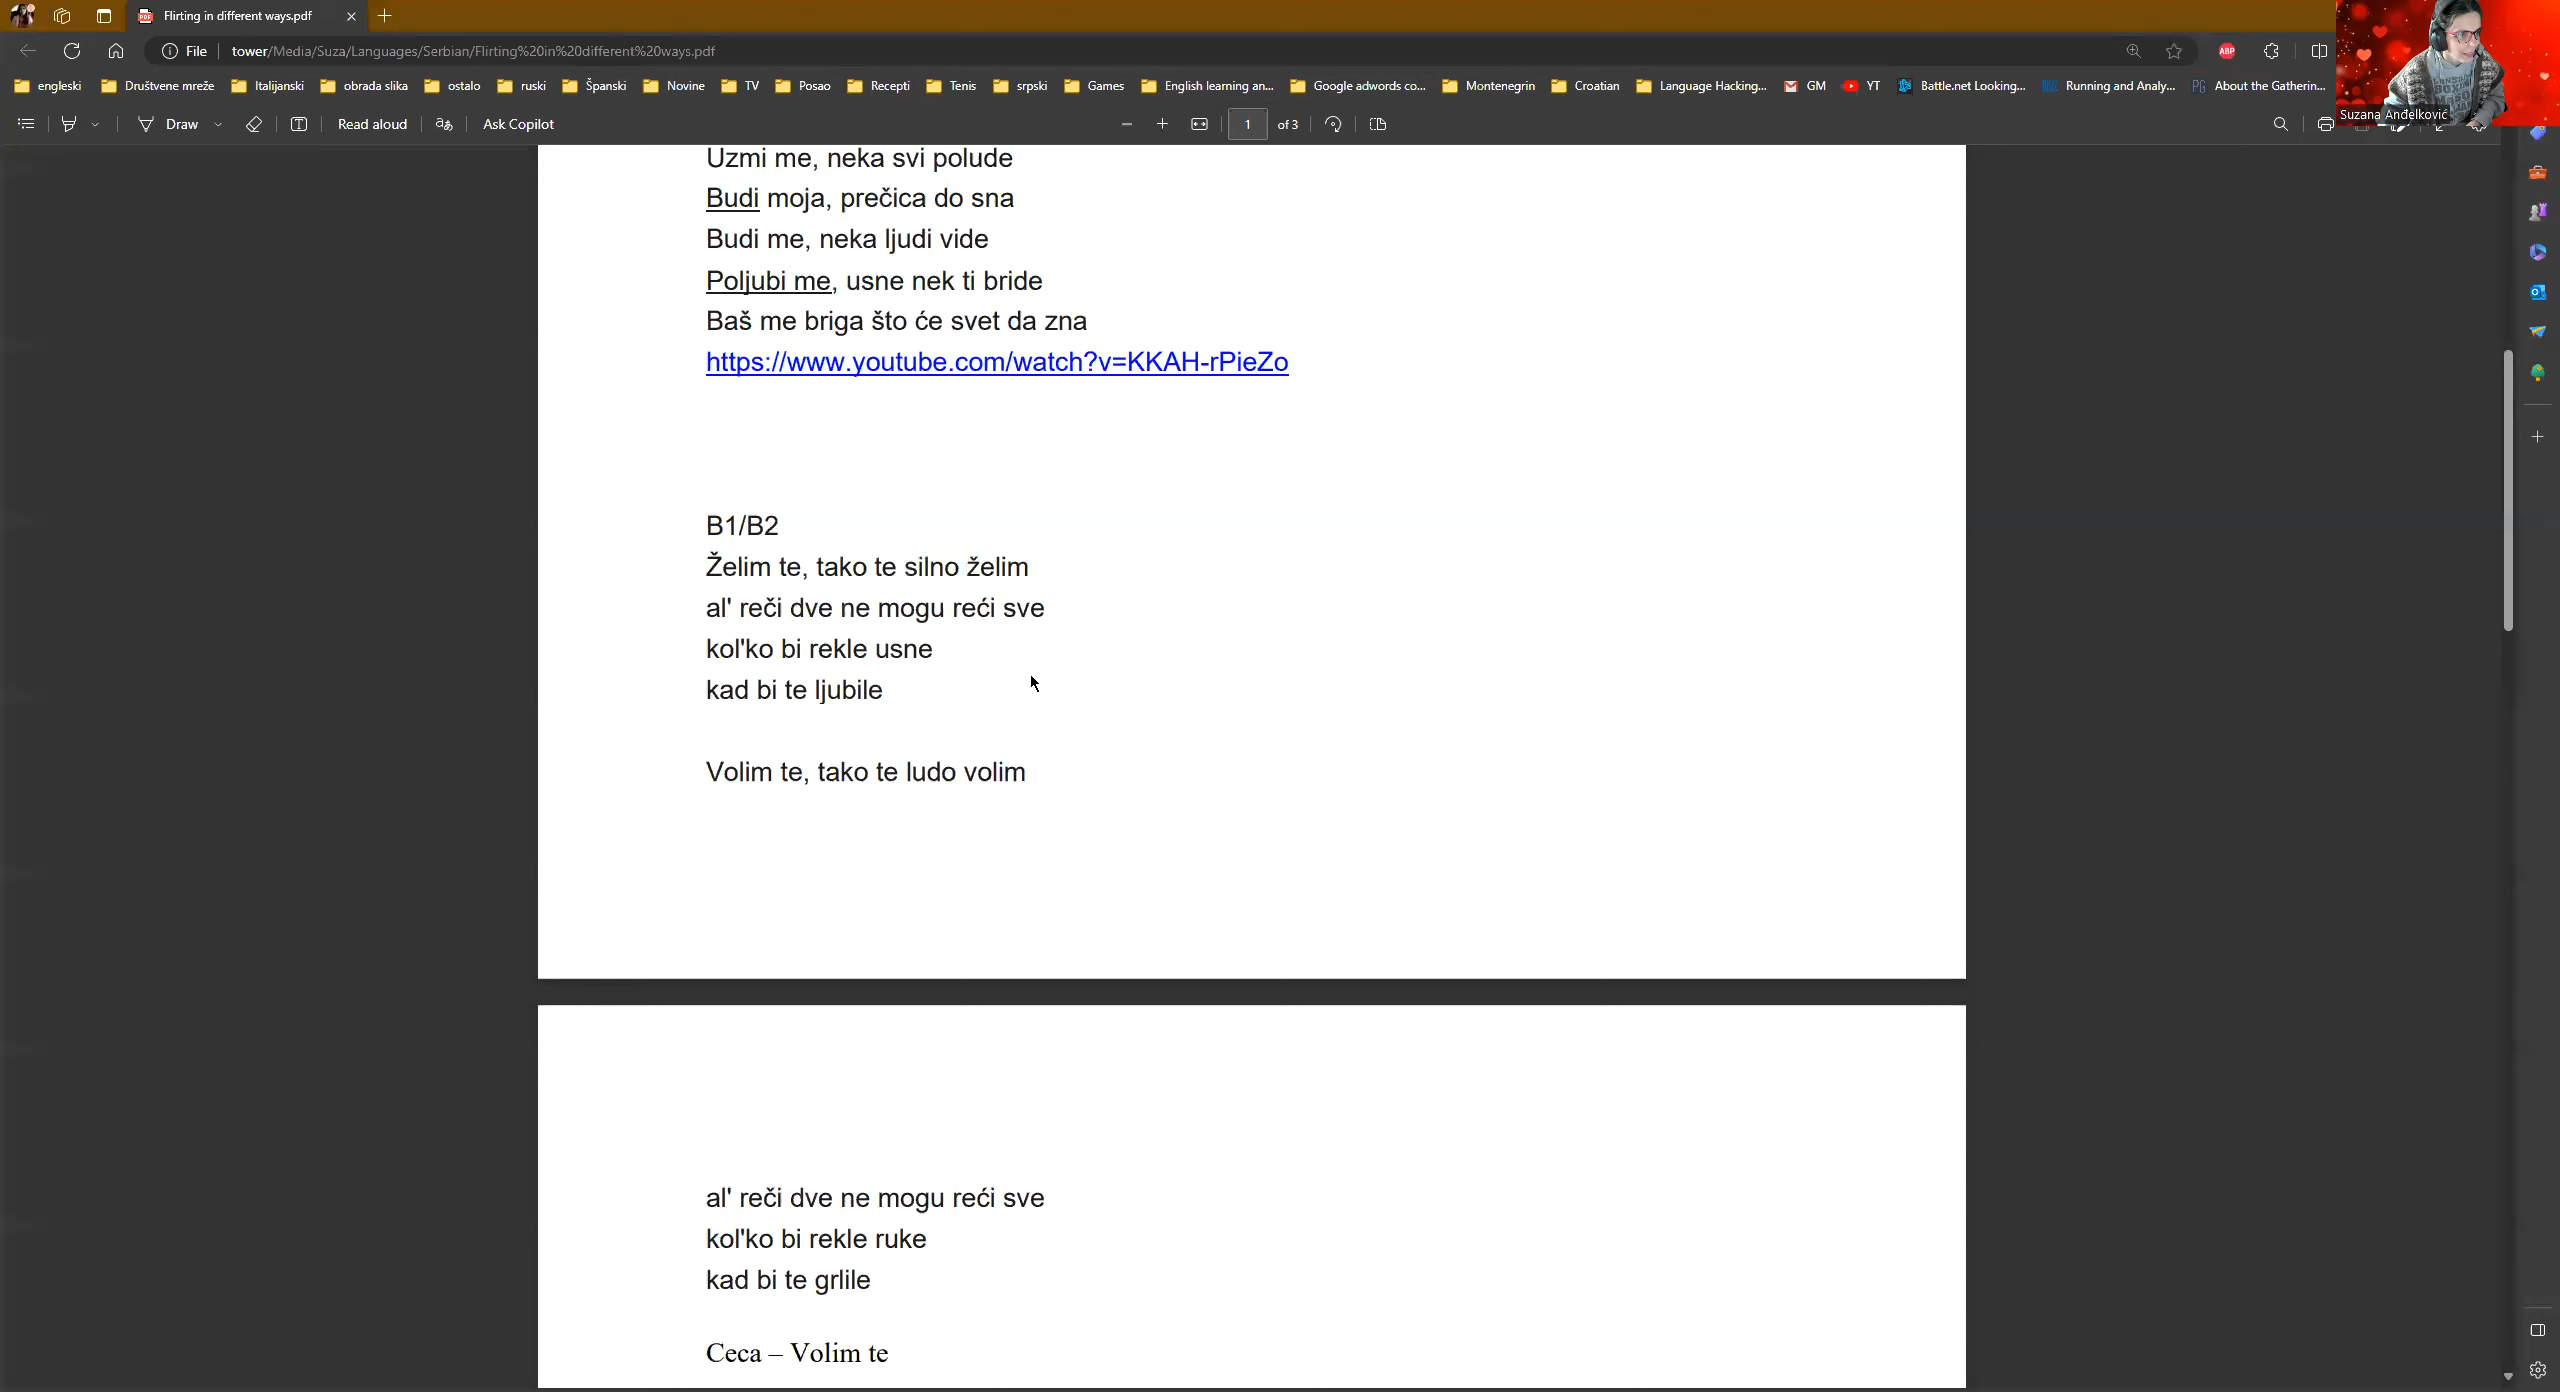 Flirting in different ways.pdf
File tower/Media/Suza/Languages/Serbian/Flirting%20in%20different%20ways.pdf
ABP
engleski Društvene mreže Italijanski obrada slika ostalo ruski Španski Novine TV Posao Recepti Tenis srpski Games English learning an... Google adwords co... Montenegrin Croatian Language Hacking... GM YT Battle.net Looking... Running and Analy... PG About the Gatherin...
Draw Read aloud Ask Copilot 1 of 3
Suzana Anđelković
Uzmi me, neka svi polude
Budi moja, prečica do sna
Budi me, neka ljudi vide
Poljubi me, usne nek ti bride
Baš me briga što će svet da zna
https://www.youtube.com/watch?v=KKAH-rPieZo
B1/B2
Želim te, tako te silno želim
al' reči dve ne mogu reći sve
kol'ko bi rekle usne
kad bi te ljubile
Volim te, tako te ludo volim
al' reči dve ne mogu reći sve
kol'ko bi rekle ruke
kad bi te grlile
Ceca – Volim te